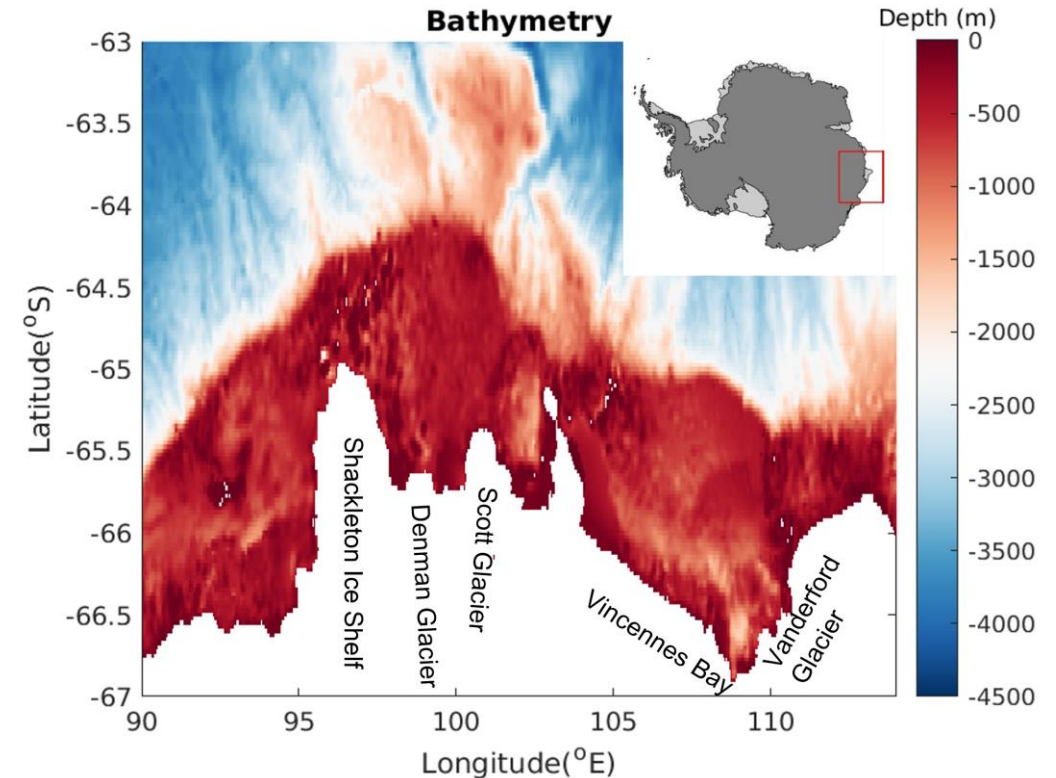 Bathymetry
Depth (m)
-63
-63.5
-64
-64.5
-65
-65.5
-66
-66.5
-67
Latitude(°S)
90
95
100
105
110
Longitude(°E)
Shackleton Ice Shelf
Denman Glacier
Scott Glacier
Vincennes Bay
Vanderford
Glacier
0
-500
-1000
-1500
-2000
-2500
-3000
-3500
-4000
-4500